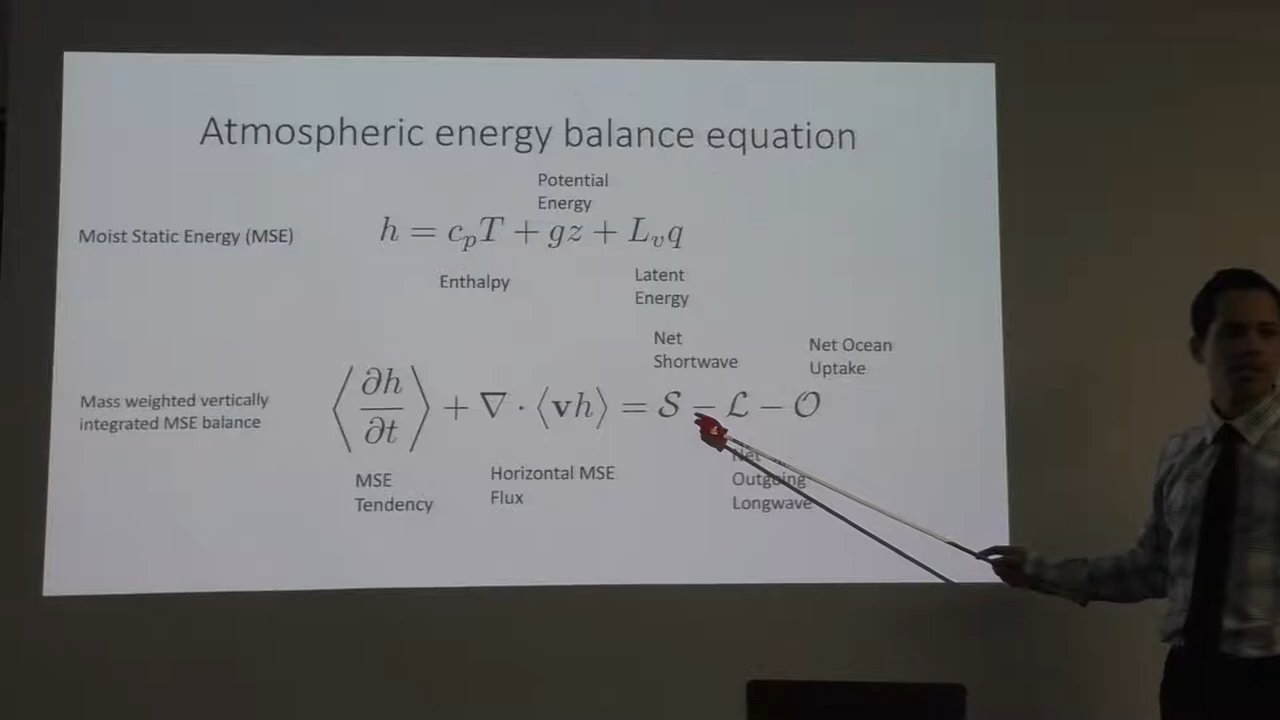 Atmospheric energy balance equation
Potential
Energy
Moist Static Energy (MSE)
h = c_p T + gz + L_v q
Enthalpy
Latent
Energy
Net
Shortwave
Net Ocean
Uptake
Mass weighted vertically
integrated MSE balance
⟨∂h/∂t⟩ + ∇ · ⟨vh⟩ = 𝒮 − ℒ − 𝒪
MSE
Tendency
Horizontal MSE
Flux
Net
Outgoing
Longwave